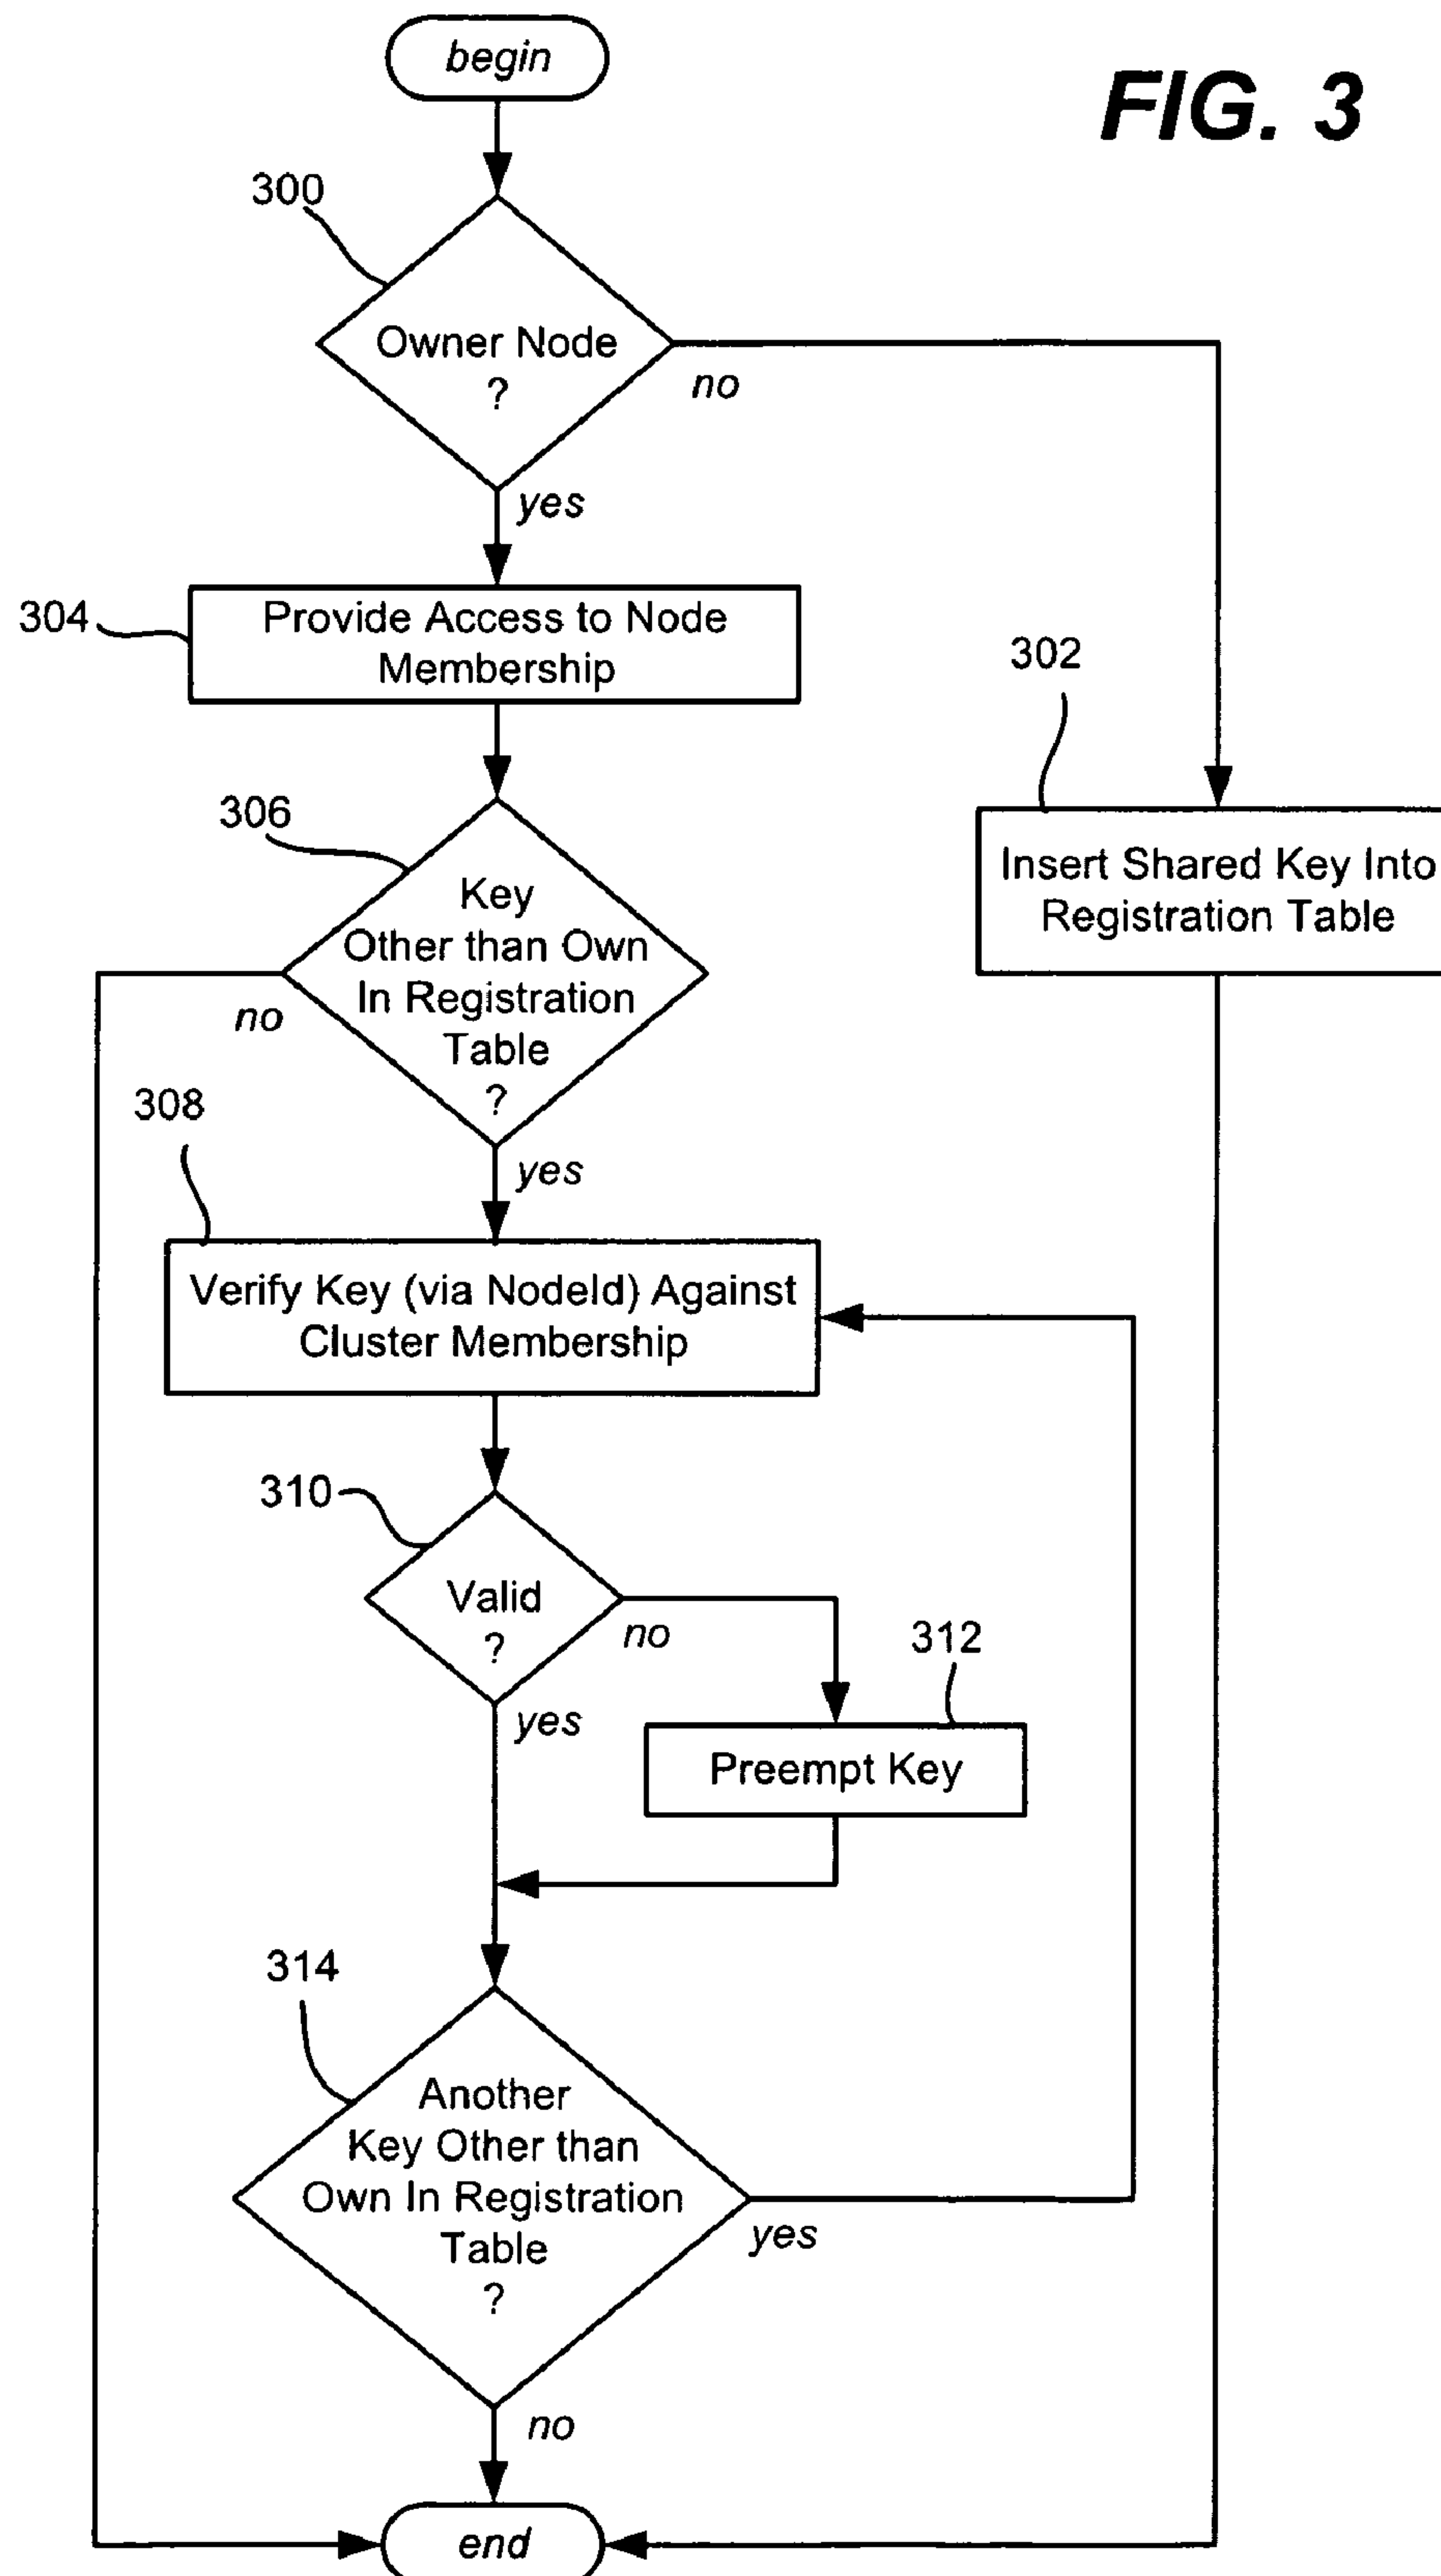 begin
FIG. 3
300
Owner Node
?
no
yes
304
Provide Access to Node
Membership
302
Insert Shared Key Into
Registration Table
306
Key
Other than Own
In Registration
Table
?
no
yes
308
Verify Key (via NodeId) Against
Cluster Membership
310
Valid
?
no
yes
312
Preempt Key
314
Another
Key Other than
Own In Registration
Table
?
yes
no
end